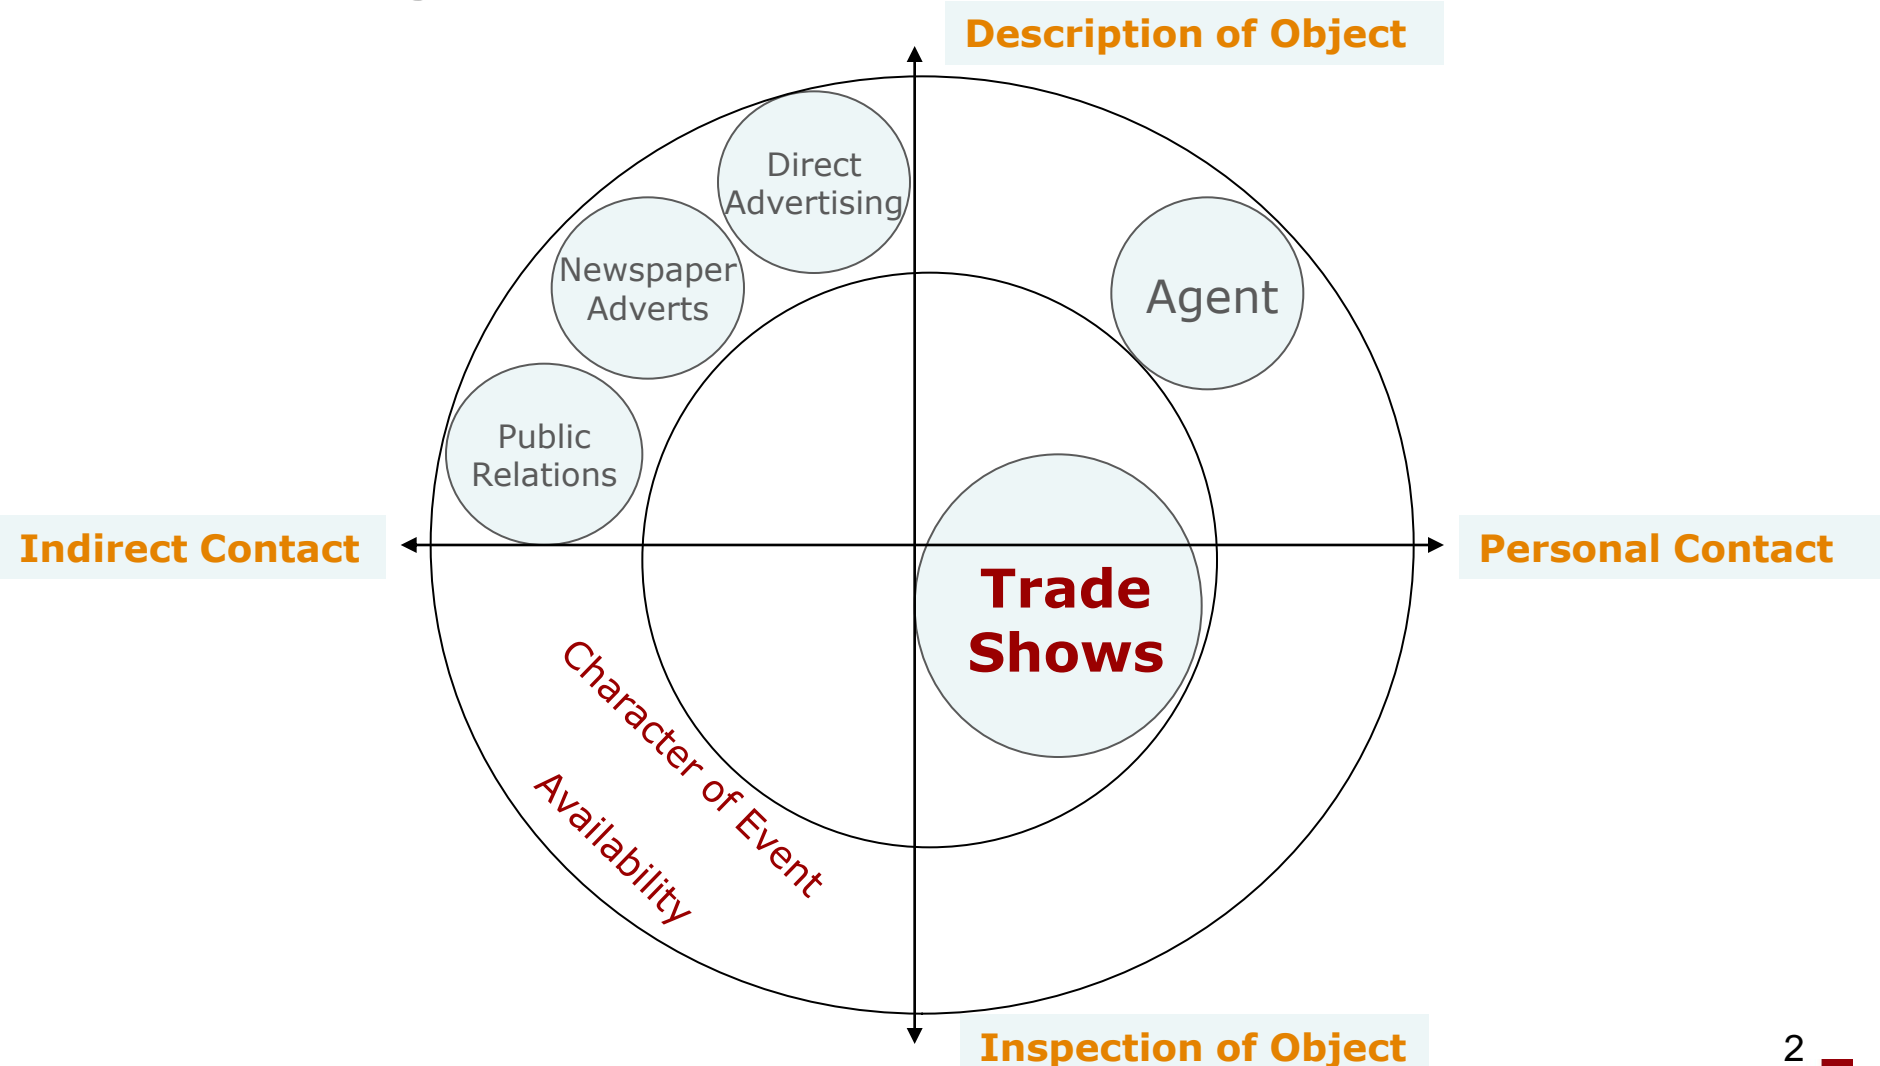 Description of Object
Direct
Advertising
Newspaper
Adverts
Agent
Public
Relations
Indirect Contact
Personal Contact
Trade
Shows
Character of Event
Availability
Inspection of Object
2